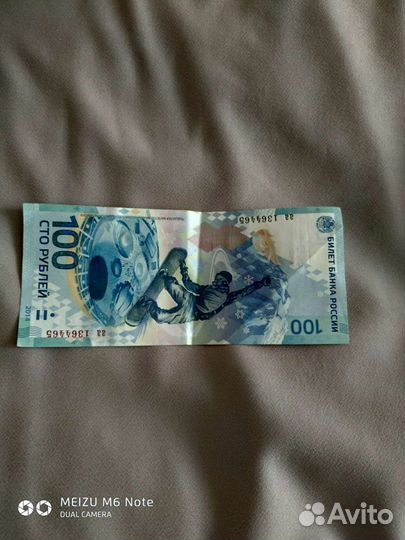 БИЛЕТ БАНКА РОССИИ
аа 1364465
100
100
СТО РУБЛЕЙ
2014
аа 1364465
MEIZU M6 Note
DUAL CAMERA
Avito